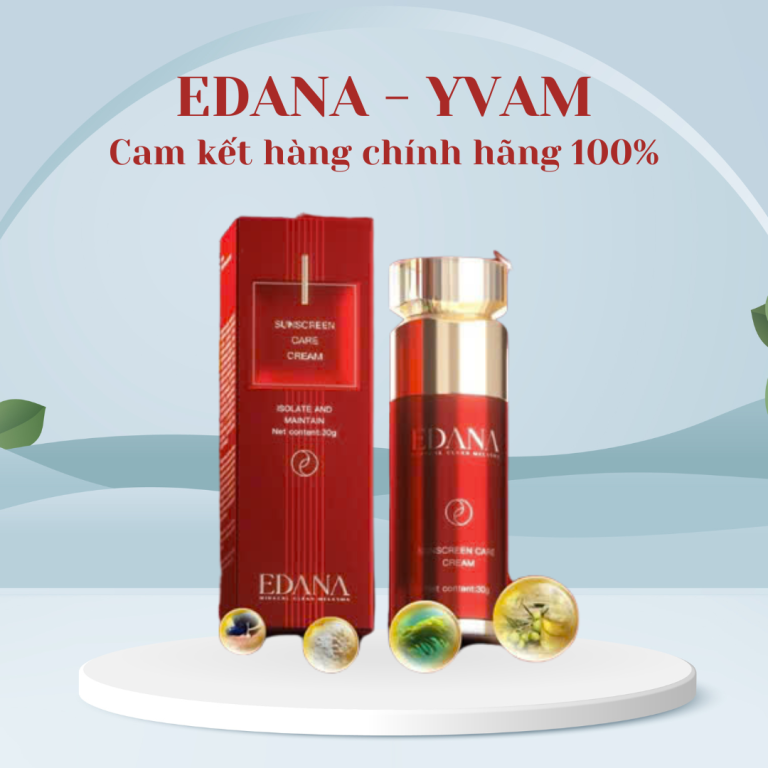 EDANA - YVAM
Cam kết hàng chính hãng 100%
SUNSCREEN
CARE
CREAM
ISOLATE AND
MAINTAIN
Net content:30g
EDANA
EDANA
SUNSCREEN CARE
CREAM
Net content:30g